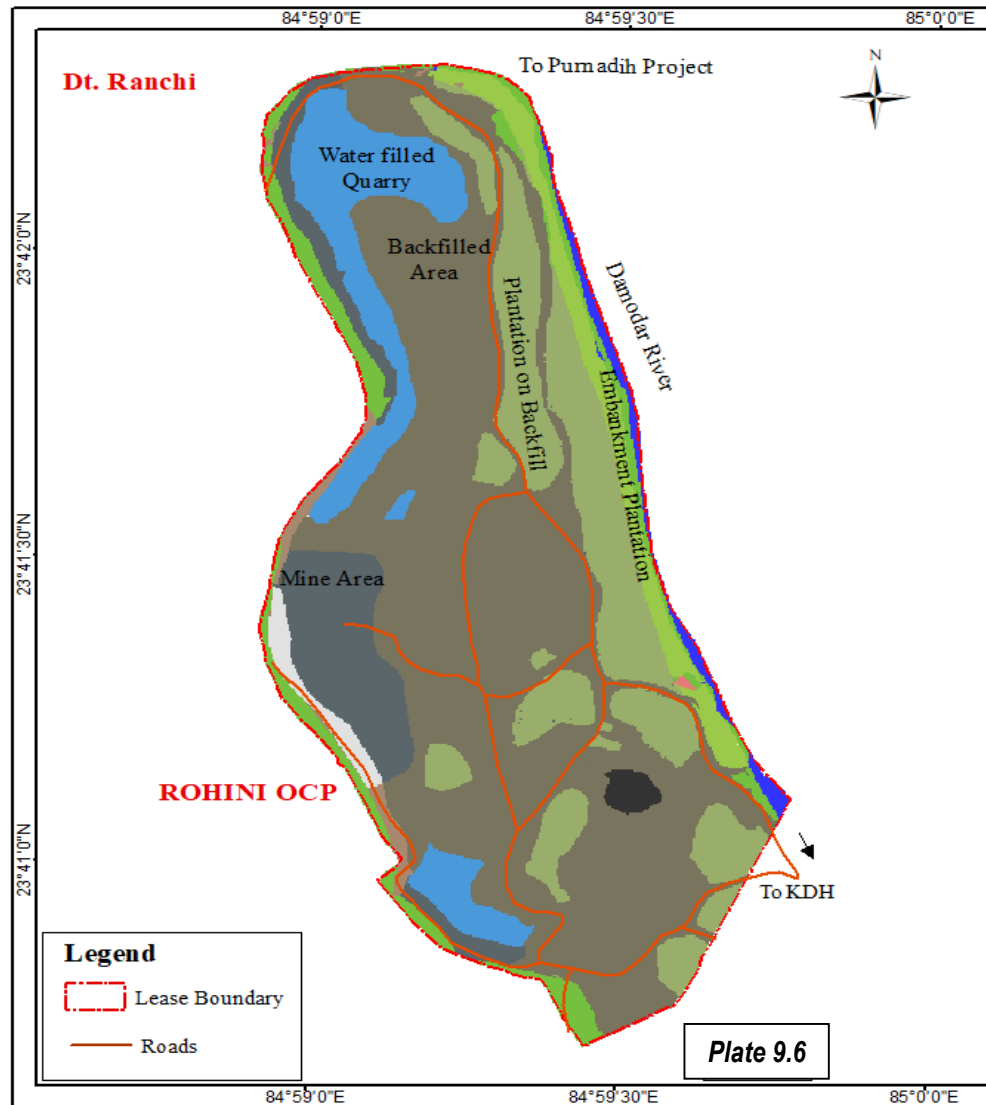 84°59'0"E
84°59'30"E
85°0'0"E
To Purnadih Project
N
Dt. Ranchi
Water filled
Quarry
23°42'0"N
Backfilled
Area
Damodar River
Plantation on Backfill
Embankment Plantation
23°41'30"N
Mine Area
ROHINI OCP
23°41'0"N
To KDH
Legend
Lease Boundary
Roads
Plate 9.6
84°59'0"E
84°59'30"E
85°0'0"E